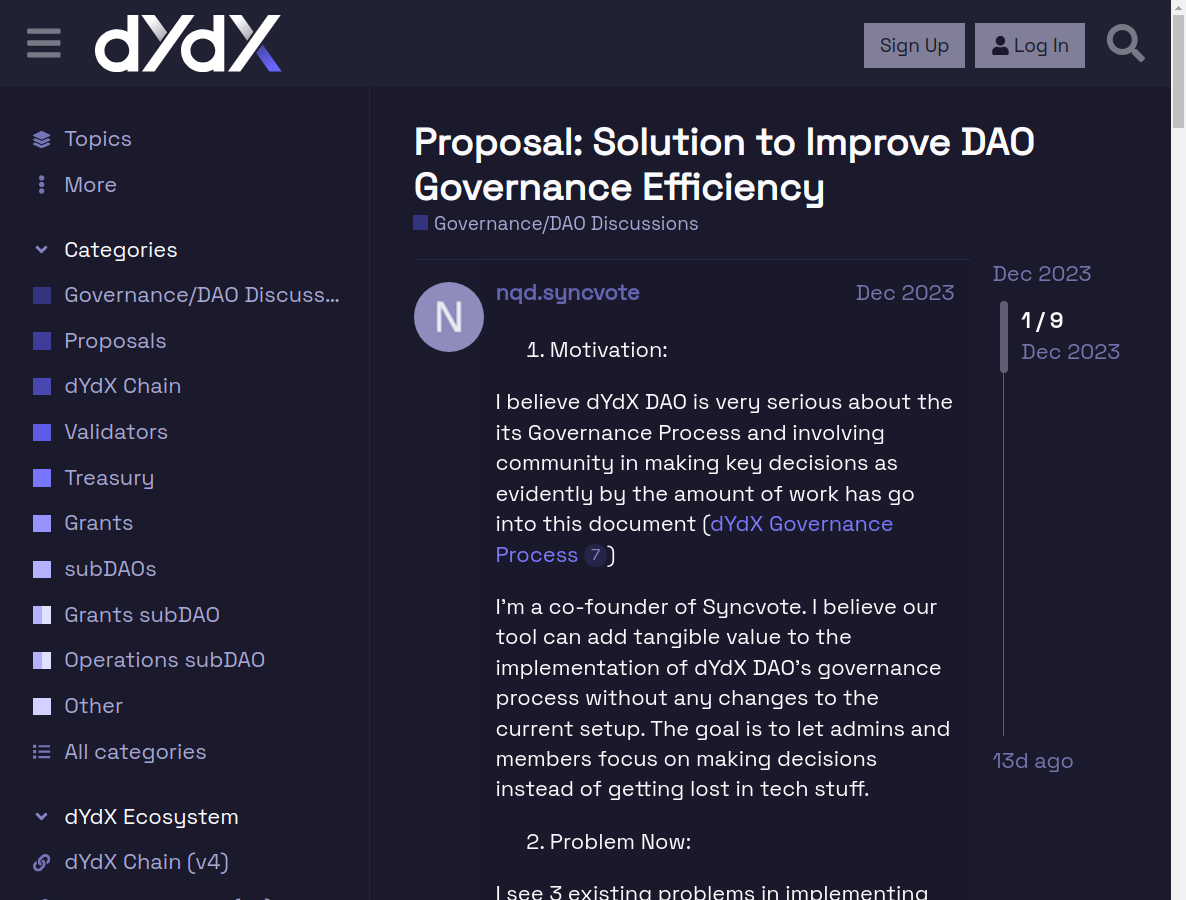 dYdX
Sign Up
Log In
Topics
More
Categories
Governance/DAO Discuss...
Proposals
dYdX Chain
Validators
Treasury
Grants
subDAOs
Grants subDAO
Operations subDAO
Other
All categories
dYdX Ecosystem
dYdX Chain (v4)
Proposal: Solution to Improve DAO
Governance Efficiency
Governance/DAO Discussions
N
nqd.syncvote
Dec 2023
1. Motivation:
I believe dYdX DAO is very serious about the
its Governance Process and involving
community in making key decisions as
evidently by the amount of work has go
into this document (dYdX Governance
Process 7)
I'm a co-founder of Syncvote. I believe our
tool can add tangible value to the
implementation of dYdX DAO's governance
process without any changes to the
current setup. The goal is to let admins and
members focus on making decisions
instead of getting lost in tech stuff.
2. Problem Now:
I see 3 existing problems in implementing
Dec 2023
1 / 9
Dec 2023
13d ago